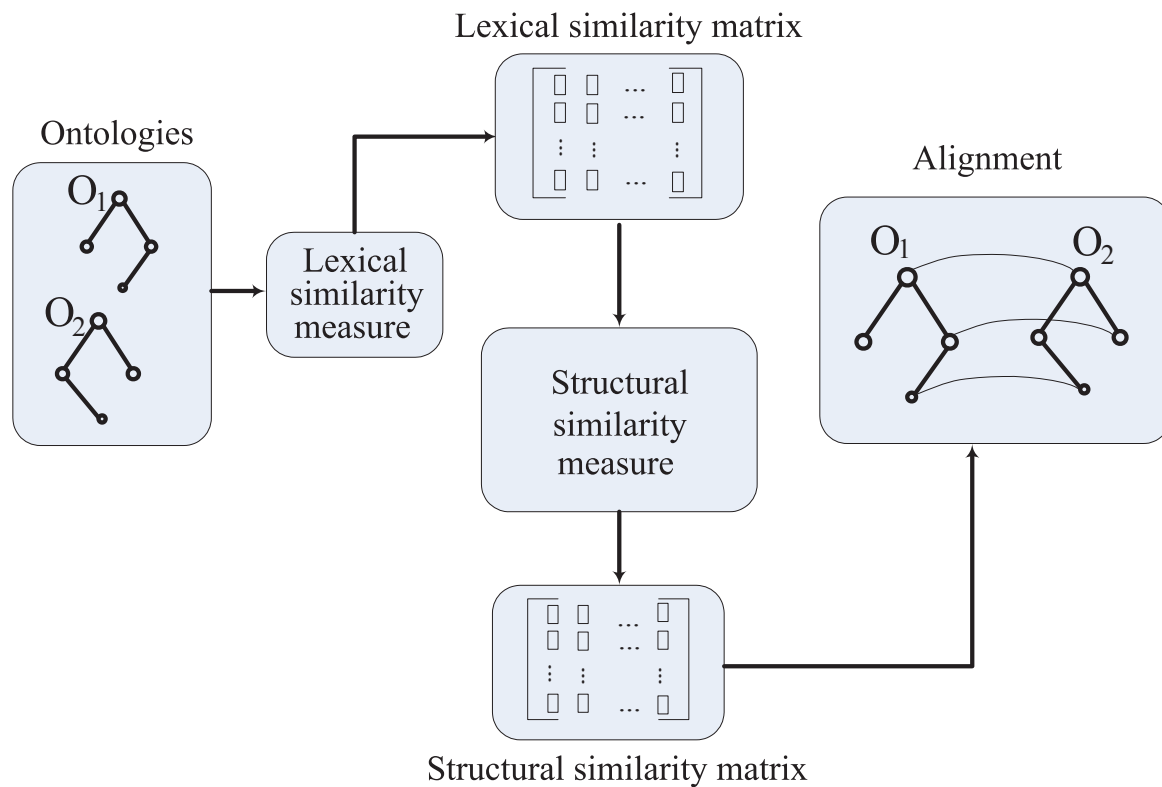 Lexical similarity matrix
Ontologies
O1
O2
Lexical
similarity
measure
...
...
...
Structural
similarity
measure
...
...
...
Structural similarity matrix
Alignment
O1
O2